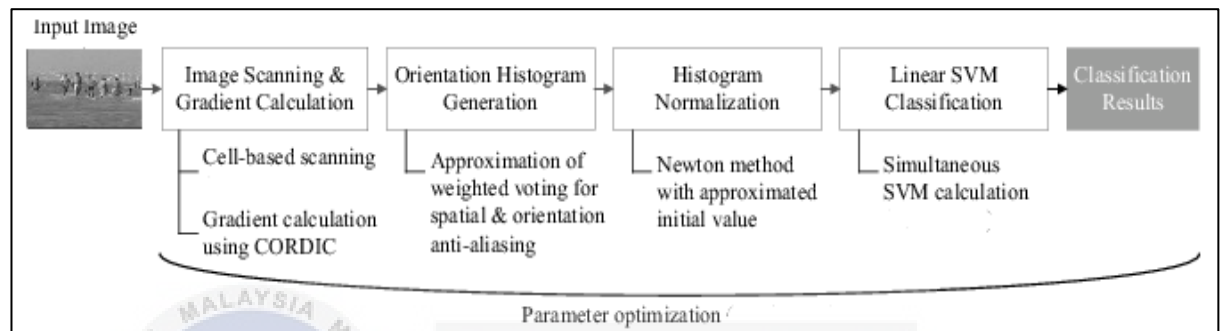 Input Image
Image Scanning &
Gradient Calculation
Orientation Histogram
Generation
Histogram
Normalization
Linear SVM
Classification
Classification
Results
Cell-based scanning
Gradient calculation
using CORDIC
Approximation of
weighted voting for
spatial & orientation
anti-aliasing
Newton method
with approximated
initial value
Simultaneous
SVM calculation
Parameter optimization
MALAYSIA